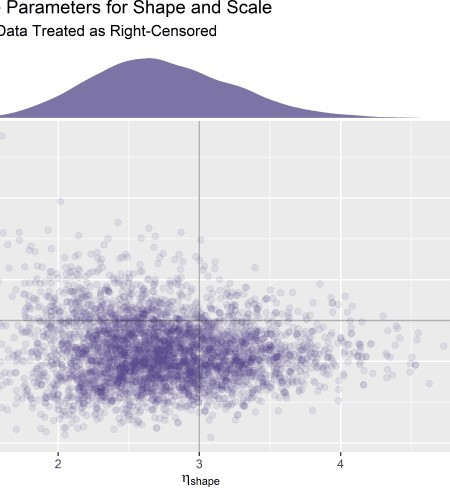 Parameters for Shape and Scale
Data Treated as Right-Censored
2 3 4
ηshape